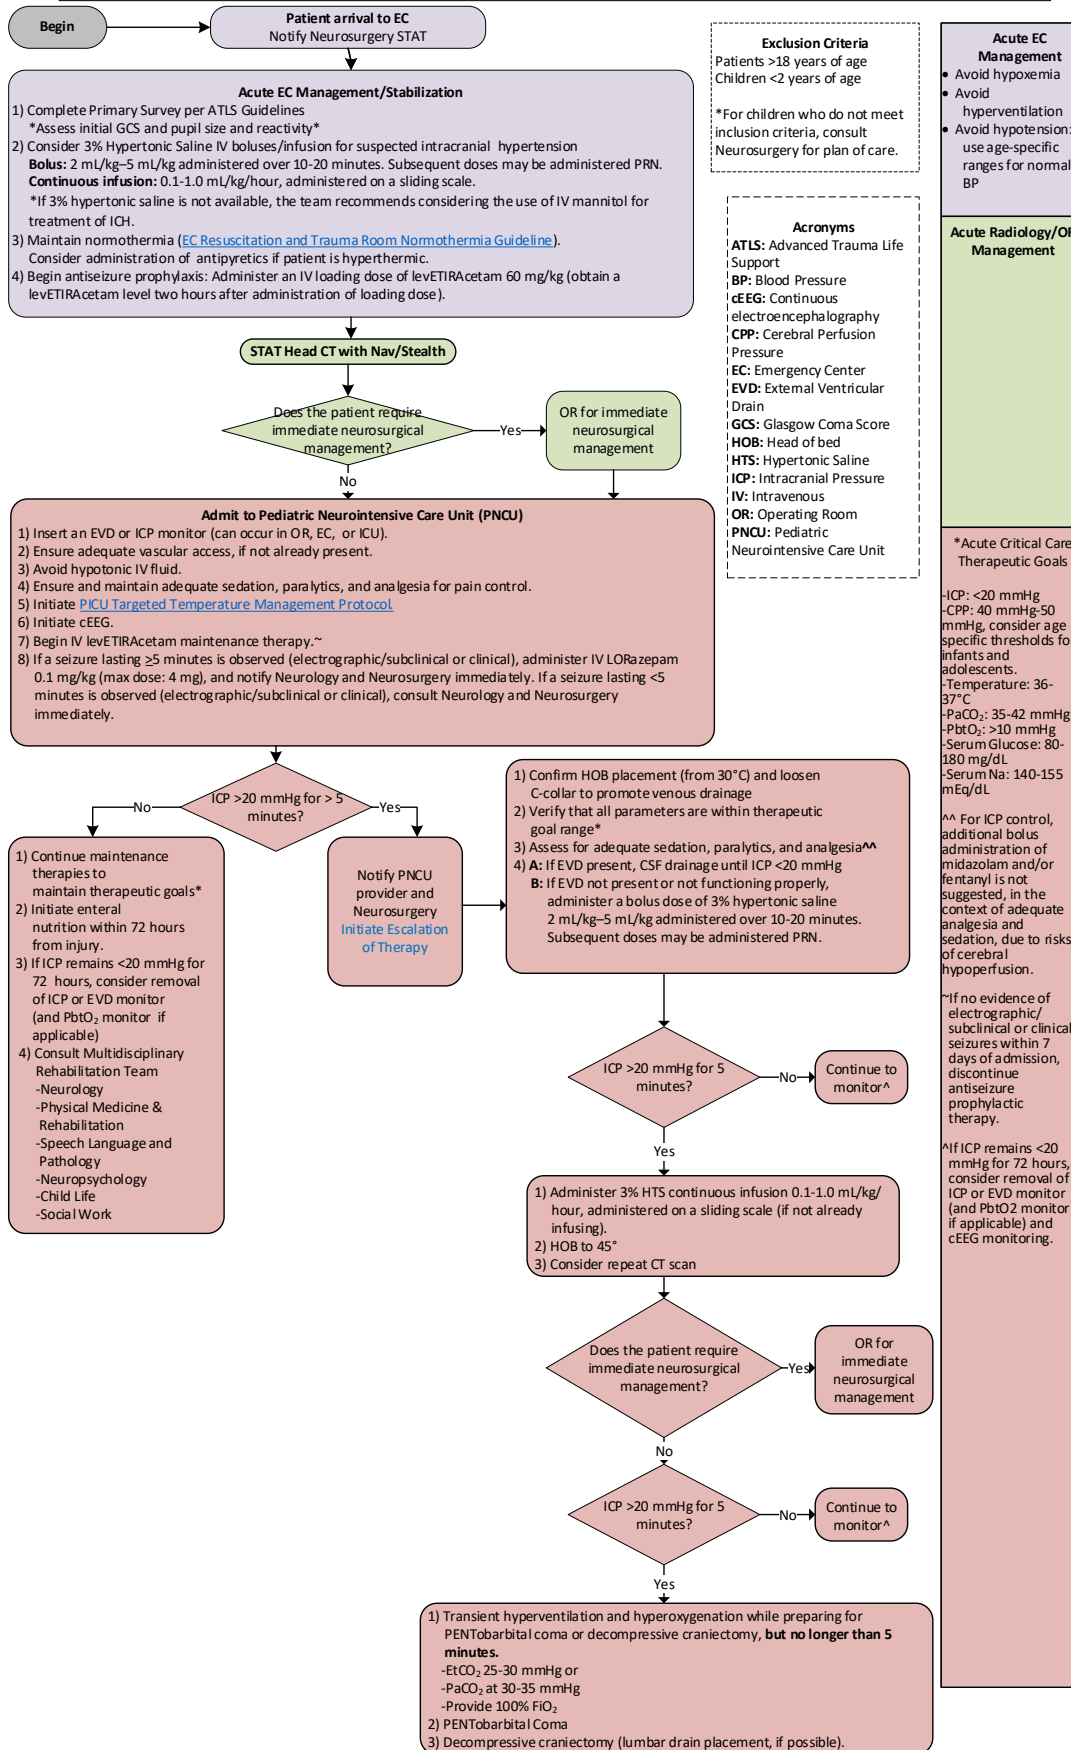 Begin
Patient arrival to EC
Notify Neurosurgery STAT
Acute EC Management/Stabilization
1) Complete Primary Survey per ATLS Guidelines
*Assess initial GCS and pupil size and reactivity*
2) Consider 3% Hypertonic Saline IV boluses/infusion for suspected intracranial hypertension
Bolus: 2 mL/kg–5 mL/kg administered over 10-20 minutes. Subsequent doses may be administered PRN.
Continuous infusion: 0.1-1.0 mL/kg/hour, administered on a sliding scale.
*If 3% hypertonic saline is not available, the team recommends considering the use of IV mannitol for
treatment of ICH.
3) Maintain normothermia (EC Resuscitation and Trauma Room Normothermia Guideline).
Consider administration of antipyretics if patient is hyperthermic.
4) Begin antiseizure prophylaxis: Administer an IV loading dose of levETIRAcetam 60 mg/kg (obtain a
levETIRAcetam level two hours after administration of loading dose).
STAT Head CT with Nav/Stealth
Does the patient require
immediate neurosurgical
management?
Yes
OR for immediate
neurosurgical
management
No
Admit to Pediatric Neurointensive Care Unit (PNCU)
1) Insert an EVD or ICP monitor (can occur in OR, EC, or ICU).
2) Ensure adequate vascular access, if not already present.
3) Avoid hypotonic IV fluid.
4) Ensure and maintain adequate sedation, paralytics, and analgesia for pain control.
5) Initiate PICU Targeted Temperature Management Protocol.
6) Initiate cEEG.
7) Begin IV levETIRAcetam maintenance therapy.~
8) If a seizure lasting ≥5 minutes is observed (electrographic/subclinical or clinical), administer IV LORazepam
0.1 mg/kg (max dose: 4 mg), and notify Neurology and Neurosurgery immediately. If a seizure lasting <5
minutes is observed (electrographic/subclinical or clinical), consult Neurology and Neurosurgery
immediately.
ICP >20 mmHg for > 5
minutes?
No
Yes
1) Continue maintenance
therapies to
maintain therapeutic goals*
2) Initiate enteral
nutrition within 72 hours
from injury.
3) If ICP remains <20 mmHg for
72 hours, consider removal
of ICP or EVD monitor
(and PbtO2 monitor if
applicable)
4) Consult Multidisciplinary
Rehabilitation Team
-Neurology
-Physical Medicine &
Rehabilitation
-Speech Language and
Pathology
-Neuropsychology
-Child Life
-Social Work
Notify PNCU
provider and
Neurosurgery
Initiate Escalation
of Therapy
1) Confirm HOB placement (from 30°C) and loosen
C-collar to promote venous drainage
2) Verify that all parameters are within therapeutic
goal range*
3) Assess for adequate sedation, paralytics, and analgesia^^
4) A: If EVD present, CSF drainage until ICP <20 mmHg
B: If EVD not present or not functioning properly,
administer a bolus dose of 3% hypertonic saline
2 mL/kg–5 mL/kg administered over 10-20 minutes.
Subsequent doses may be administered PRN.
ICP >20 mmHg for 5
minutes?
No
Continue to
monitor^
Yes
1) Administer 3% HTS continuous infusion 0.1-1.0 mL/kg/
hour, administered on a sliding scale (if not already
infusing).
2) HOB to 45°
3) Consider repeat CT scan
Does the patient require
immediate neurosurgical
management?
Yes
OR for
immediate
neurosurgical
management
No
ICP >20 mmHg for 5
minutes?
No
Continue to
monitor^
Yes
1) Transient hyperventilation and hyperoxygenation while preparing for
PENTobarbital coma or decompressive craniectomy, but no longer than 5
minutes.
-EtCO2 25-30 mmHg or
-PaCO2 at 30-35 mmHg
-Provide 100% FiO2
2) PENTobarbital Coma
3) Decompressive craniectomy (lumbar drain placement, if possible).
Exclusion Criteria
Patients >18 years of age
Children <2 years of age
*For children who do not meet
inclusion criteria, consult
Neurosurgery for plan of care.
Acronyms
ATLS: Advanced Trauma Life
Support
BP: Blood Pressure
cEEG: Continuous
electroencephalography
CPP: Cerebral Perfusion
Pressure
EC: Emergency Center
EVD: External Ventricular
Drain
GCS: Glasgow Coma Score
HOB: Head of bed
HTS: Hypertonic Saline
ICP: Intracranial Pressure
IV: Intravenous
OR: Operating Room
PNCU: Pediatric
Neurointensive Care Unit
Acute EC
Management
• Avoid hypoxemia
• Avoid
hyperventilation
• Avoid hypotension:
use age-specific
ranges for normal
BP
Acute Radiology/OR
Management
*Acute Critical Care
Therapeutic Goals
-ICP: <20 mmHg
-CPP: 40 mmHg-50
mmHg, consider age
specific thresholds for
infants and
adolescents.
-Temperature: 36-
37°C
-PaCO2: 35-42 mmHg
-PbtO2: >10 mmHg
-Serum Glucose: 80-
180 mg/dL
-Serum Na: 140-155
mEq/dL
^^ For ICP control,
additional bolus
administration of
midazolam and/or
fentanyl is not
suggested, in the
context of adequate
analgesia and
sedation, due to risks
of cerebral
hypoperfusion.
~If no evidence of
electrographic/
subclinical or clinical
seizures within 7
days of admission,
discontinue
antiseizure
prophylactic
therapy.
^If ICP remains <20
mmHg for 72 hours,
consider removal of
ICP or EVD monitor
(and PbtO2 monitor
if applicable) and
cEEG monitoring.